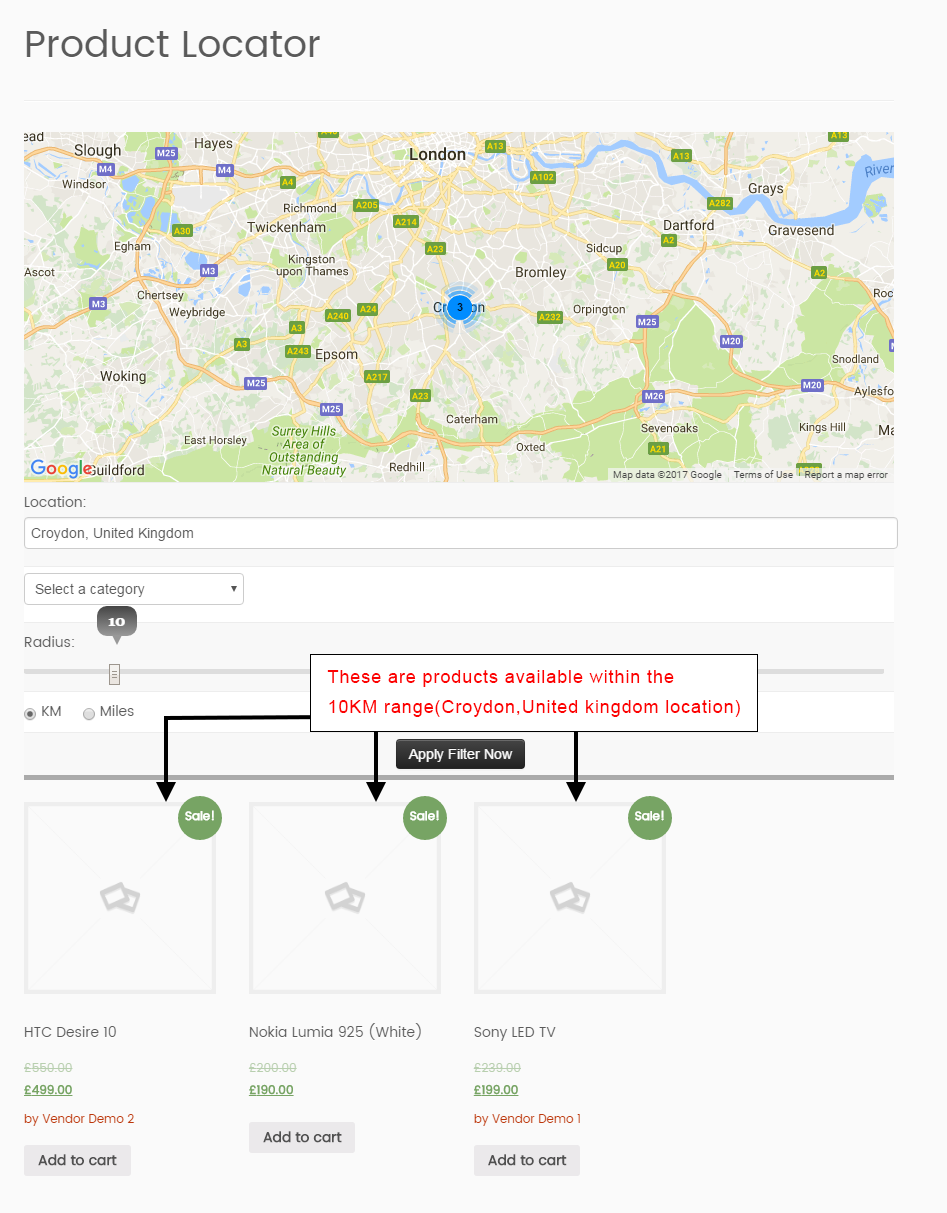 Product Locator
ead
Slough
Hayes
London
A13
A13
A13
M25
M4
M4
Windsor
A4
A102
Richmond
A205
Twickenham
A214
A30
Egham
Grays
A282
Dartford
Gravesend
River
A2
A23
Sidcup
A20
Kingston
upon Thames
Bromley
M3
Ascot
A2
Chertsey
M3
Weybridge
3
Orpington
Roc
A24
A240
A232
M25
A3
A3
A243
Epsom
M20
Snodland
Woking
M25
A217
A23
M20
Aylesfo
M25
M26
Caterham
Kings Hill
Ma
Sevenoaks
East Horsley
Surrey Hills
Area of
Outstanding
Natural Beauty
Oxted
A21
Redhill
Google
Guildford
Map data ©2017 Google
Terms of Use
Report a map error
Location:
Croydon, United Kingdom
Select a category
10
Radius:
These are products available within the
10KM range(Croydon,United kingdom location)
KM Miles
Apply Filter Now
Sale! Sale! Sale!
HTC Desire 10
£550.00
£499.00
by Vendor Demo 2
Add to cart
Nokia Lumia 925 (White)
£200.00
£190.00
Add to cart
Sony LED TV
£239.00
£199.00
by Vendor Demo 1
Add to cart